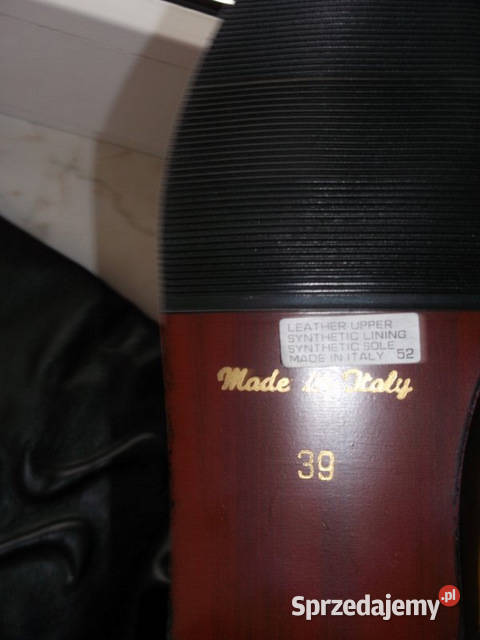 LEATHER UPPER
SYNTHETIC LINING
SYNTHETIC SOLE
MADE IN ITALY 52
Made in Italy
39
Sprzedajemy.pl